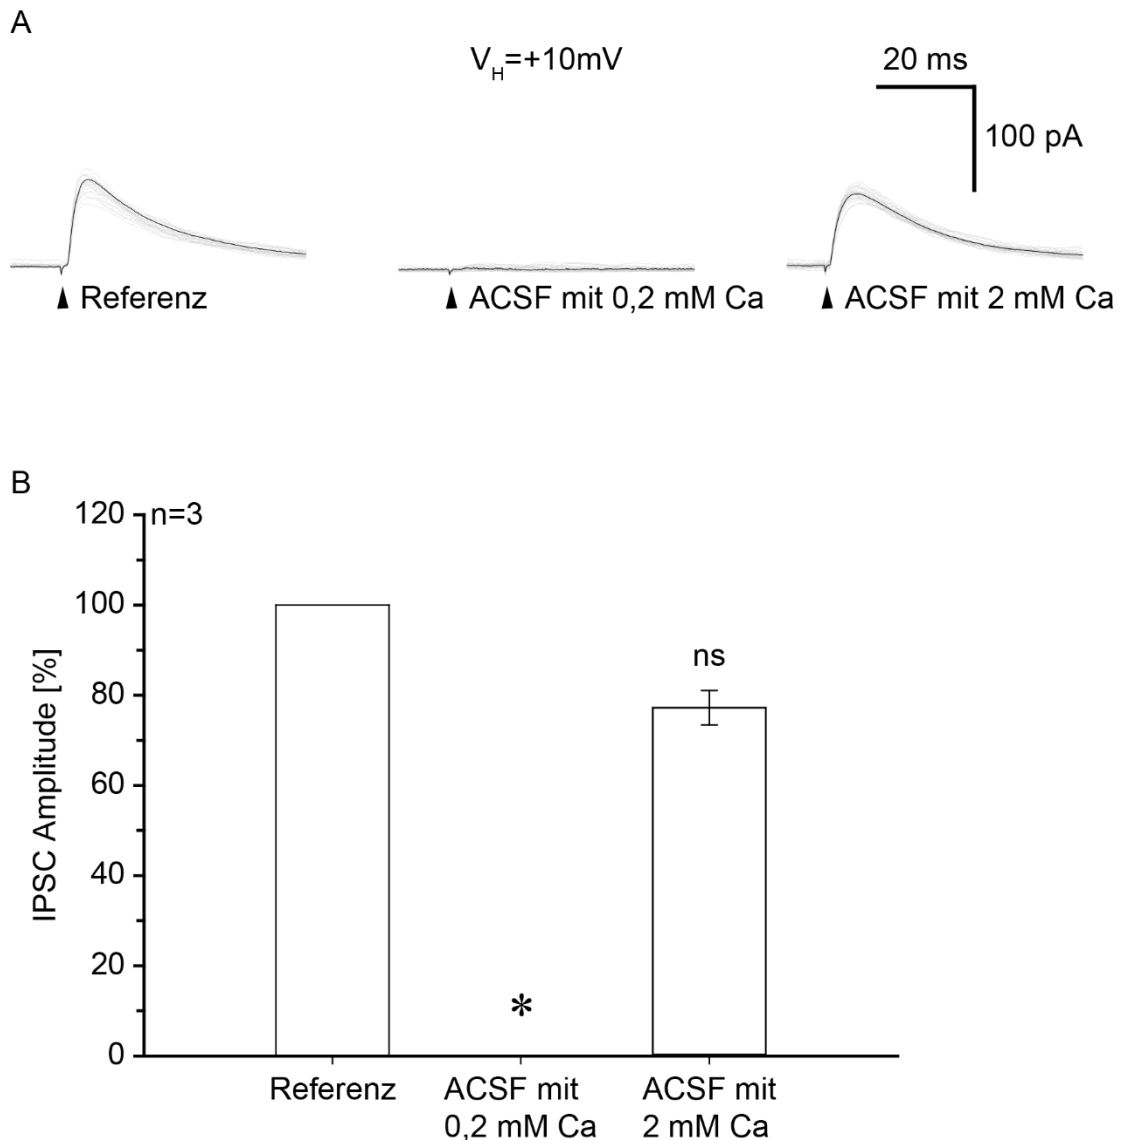 A
V_H=+10mV
20 ms
100 pA
Referenz
ACSF mit 0,2 mM Ca
ACSF mit 2 mM Ca
B
n=3
120
100
80
60
40
20
0
IPSC Amplitude [%]
*
ns
Referenz
ACSF mit
0,2 mM Ca
ACSF mit
2 mM Ca